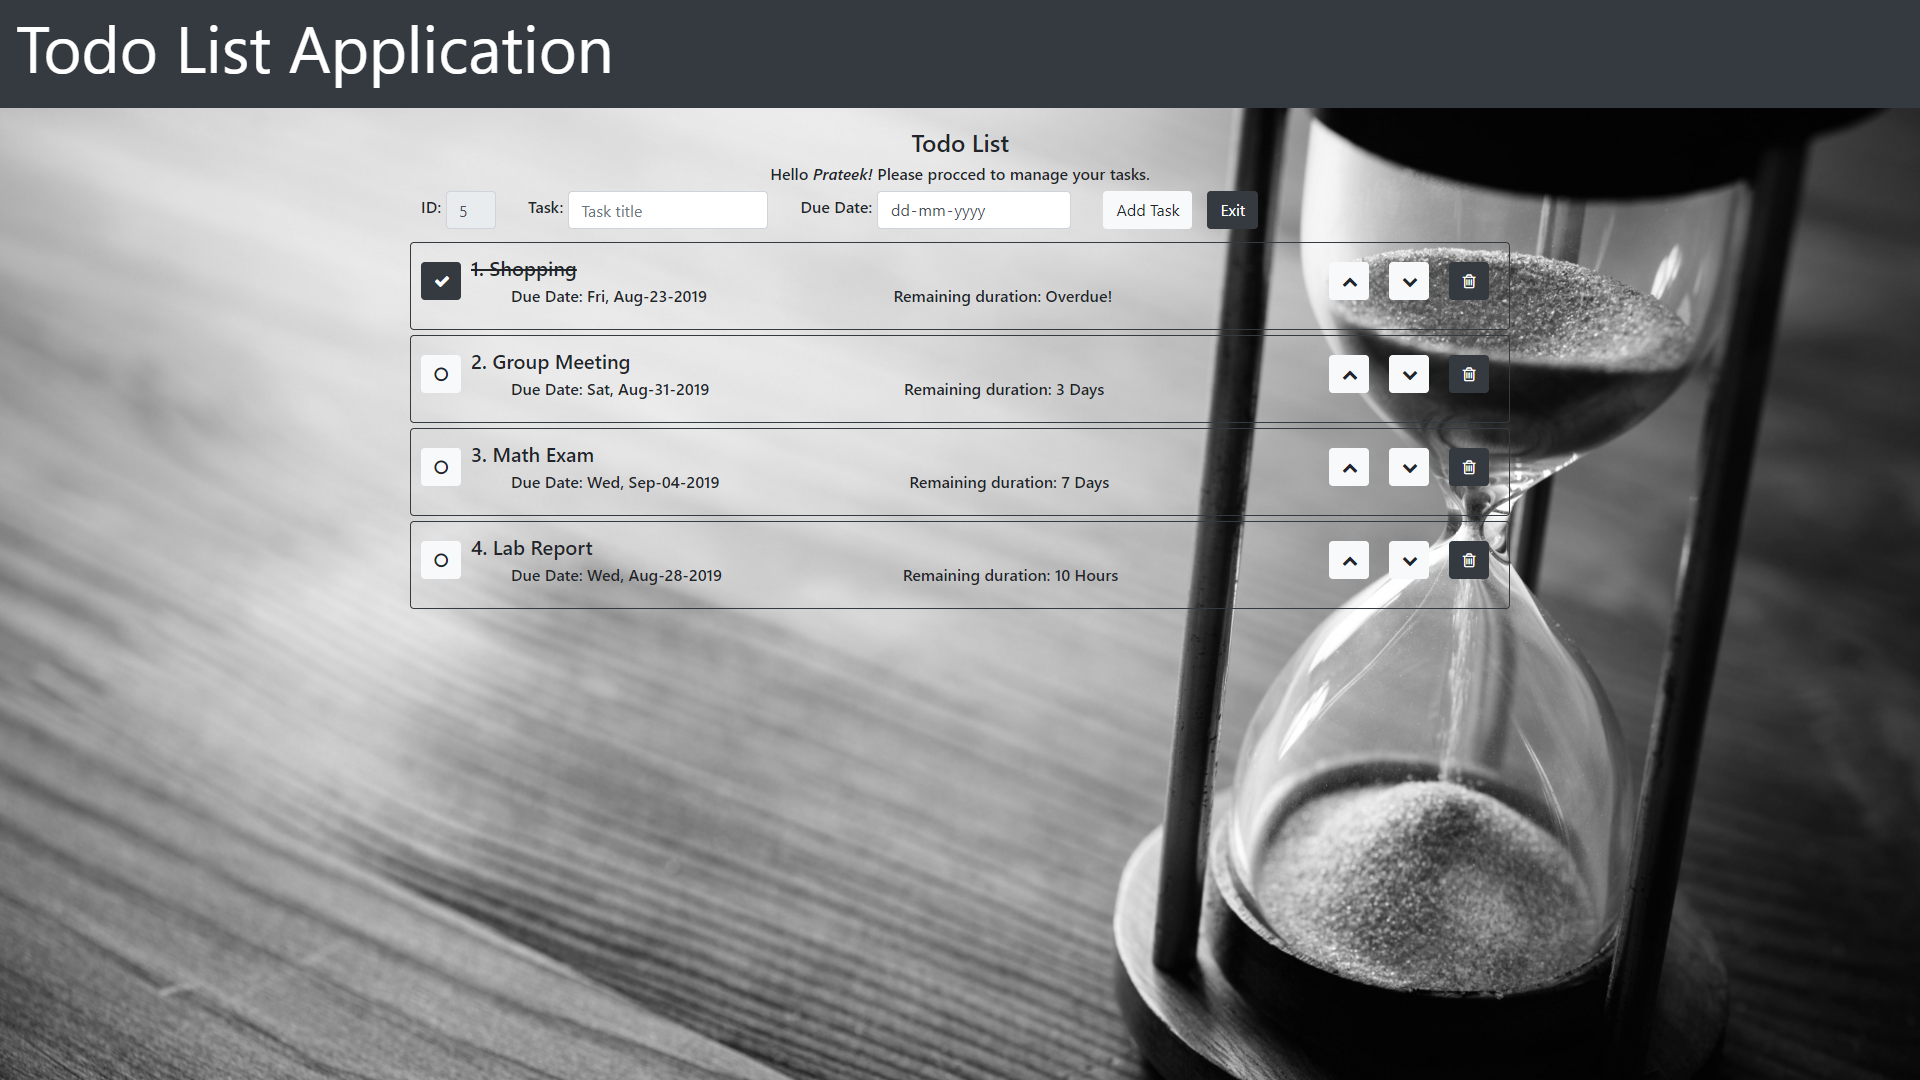 Todo List Application
Todo List
Hello Prateek! Please procced to manage your tasks.
ID: 5 Task: Task title Due Date: dd-mm-yyyy Add Task Exit
1. Shopping
Due Date: Fri, Aug-23-2019 Remaining duration: Overdue!
2. Group Meeting
Due Date: Sat, Aug-31-2019 Remaining duration: 3 Days
3. Math Exam
Due Date: Wed, Sep-04-2019 Remaining duration: 7 Days
4. Lab Report
Due Date: Wed, Aug-28-2019 Remaining duration: 10 Hours